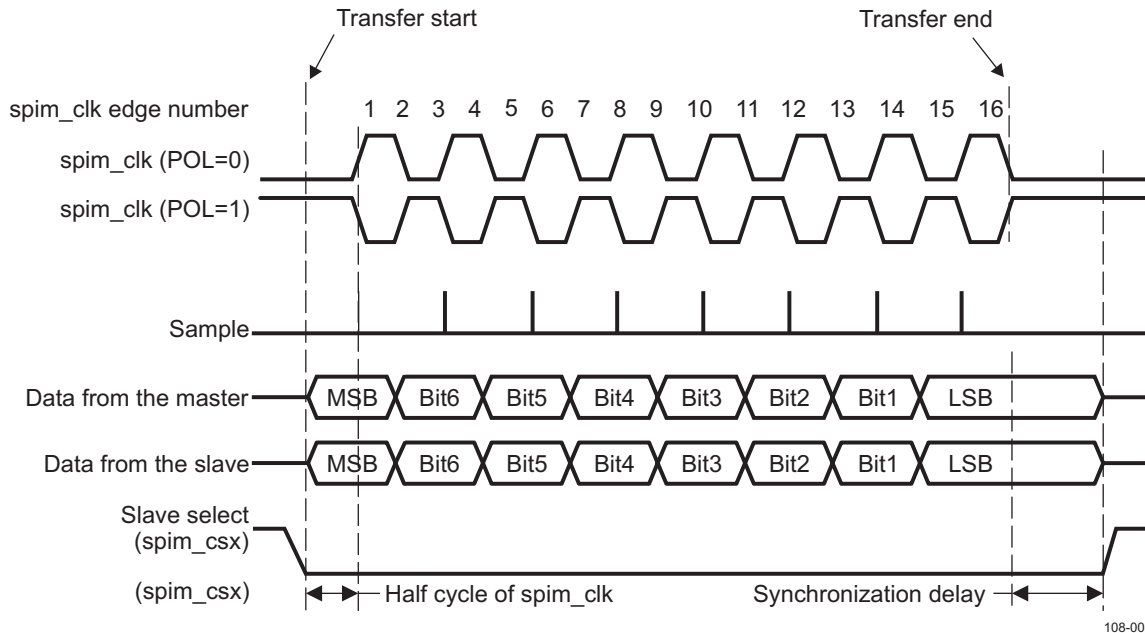 Transfer start
Transfer end
spim_clk edge number 1 2 3 4 5 6 7 8 9 10 11 12 13 14 15 16
spim_clk (POL=0)
spim_clk (POL=1)
Sample
Data from the master MSB Bit6 Bit5 Bit4 Bit3 Bit2 Bit1 LSB
Data from the slave MSB Bit6 Bit5 Bit4 Bit3 Bit2 Bit1 LSB
Slave select
(spim_csx)
(spim_csx) Half cycle of spim_clk Synchronization delay
108-00